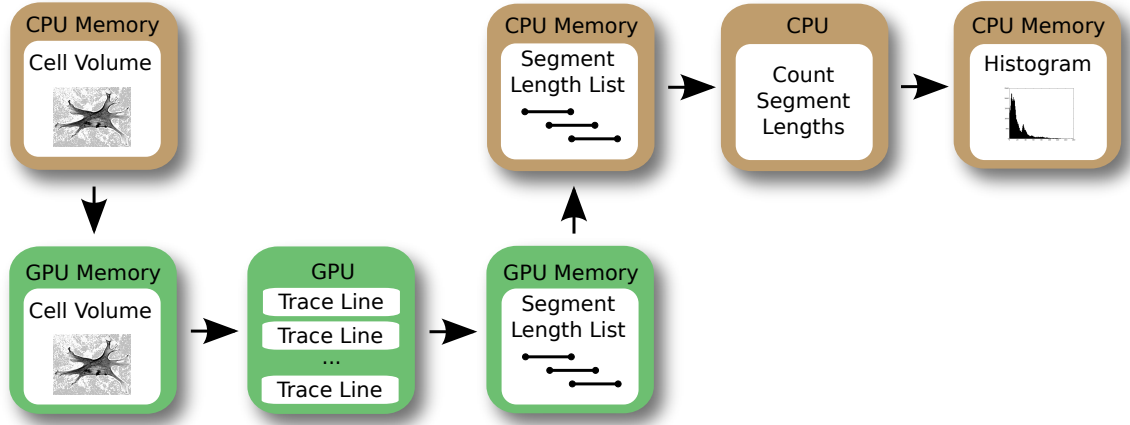 CPU Memory
Cell Volume
CPU Memory
Segment
Length List
CPU
Count
Segment
Lengths
CPU Memory
Histogram
GPU Memory
Cell Volume
GPU
Trace Line
Trace Line
...
Trace Line
GPU Memory
Segment
Length List